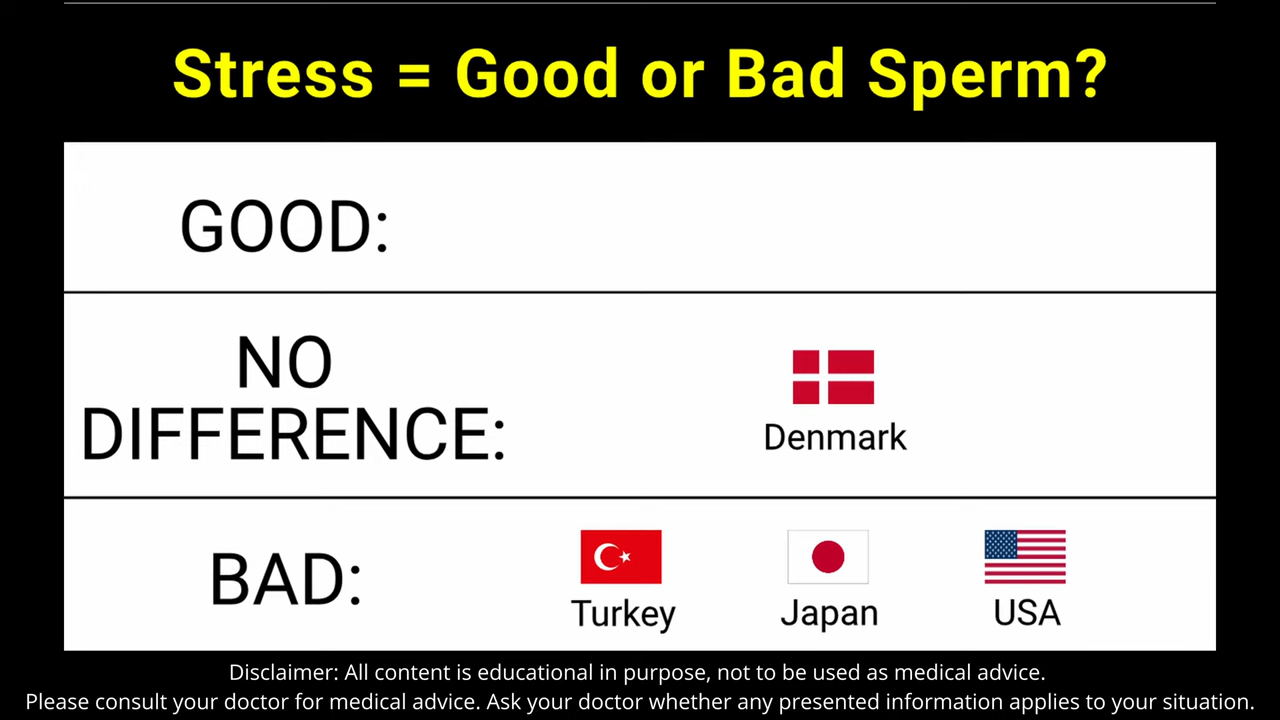 Stress = Good or Bad Sperm?
GOOD:
NO
DIFFERENCE:
Denmark
BAD:
Turkey Japan USA
Disclaimer: All content is educational in purpose, not to be used as medical advice.
Please consult your doctor for medical advice. Ask your doctor whether any presented information applies to your situation.